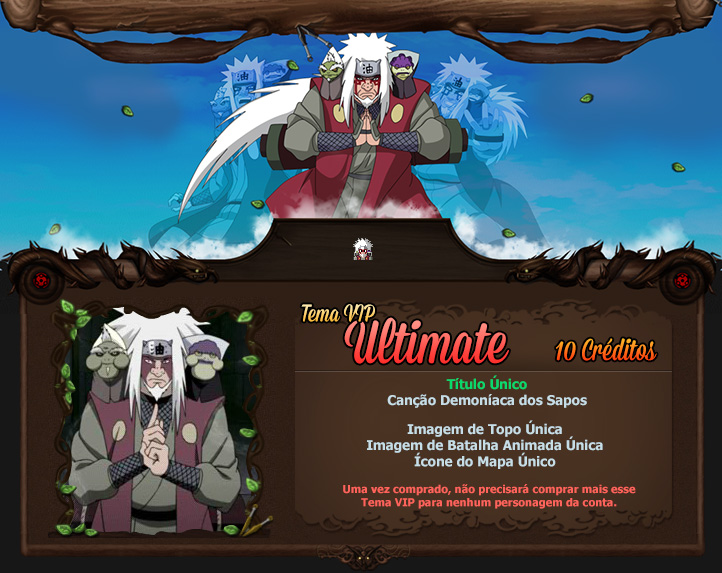 油
Tema VIP
Ultimate
10 Créditos
Título Único
Canção Demoníaca dos Sapos
Imagem de Topo Única
Imagem de Batalha Animada Única
Ícone do Mapa Único
Uma vez comprado, não precisará comprar mais esse
Tema VIP para nenhum personagem da conta.